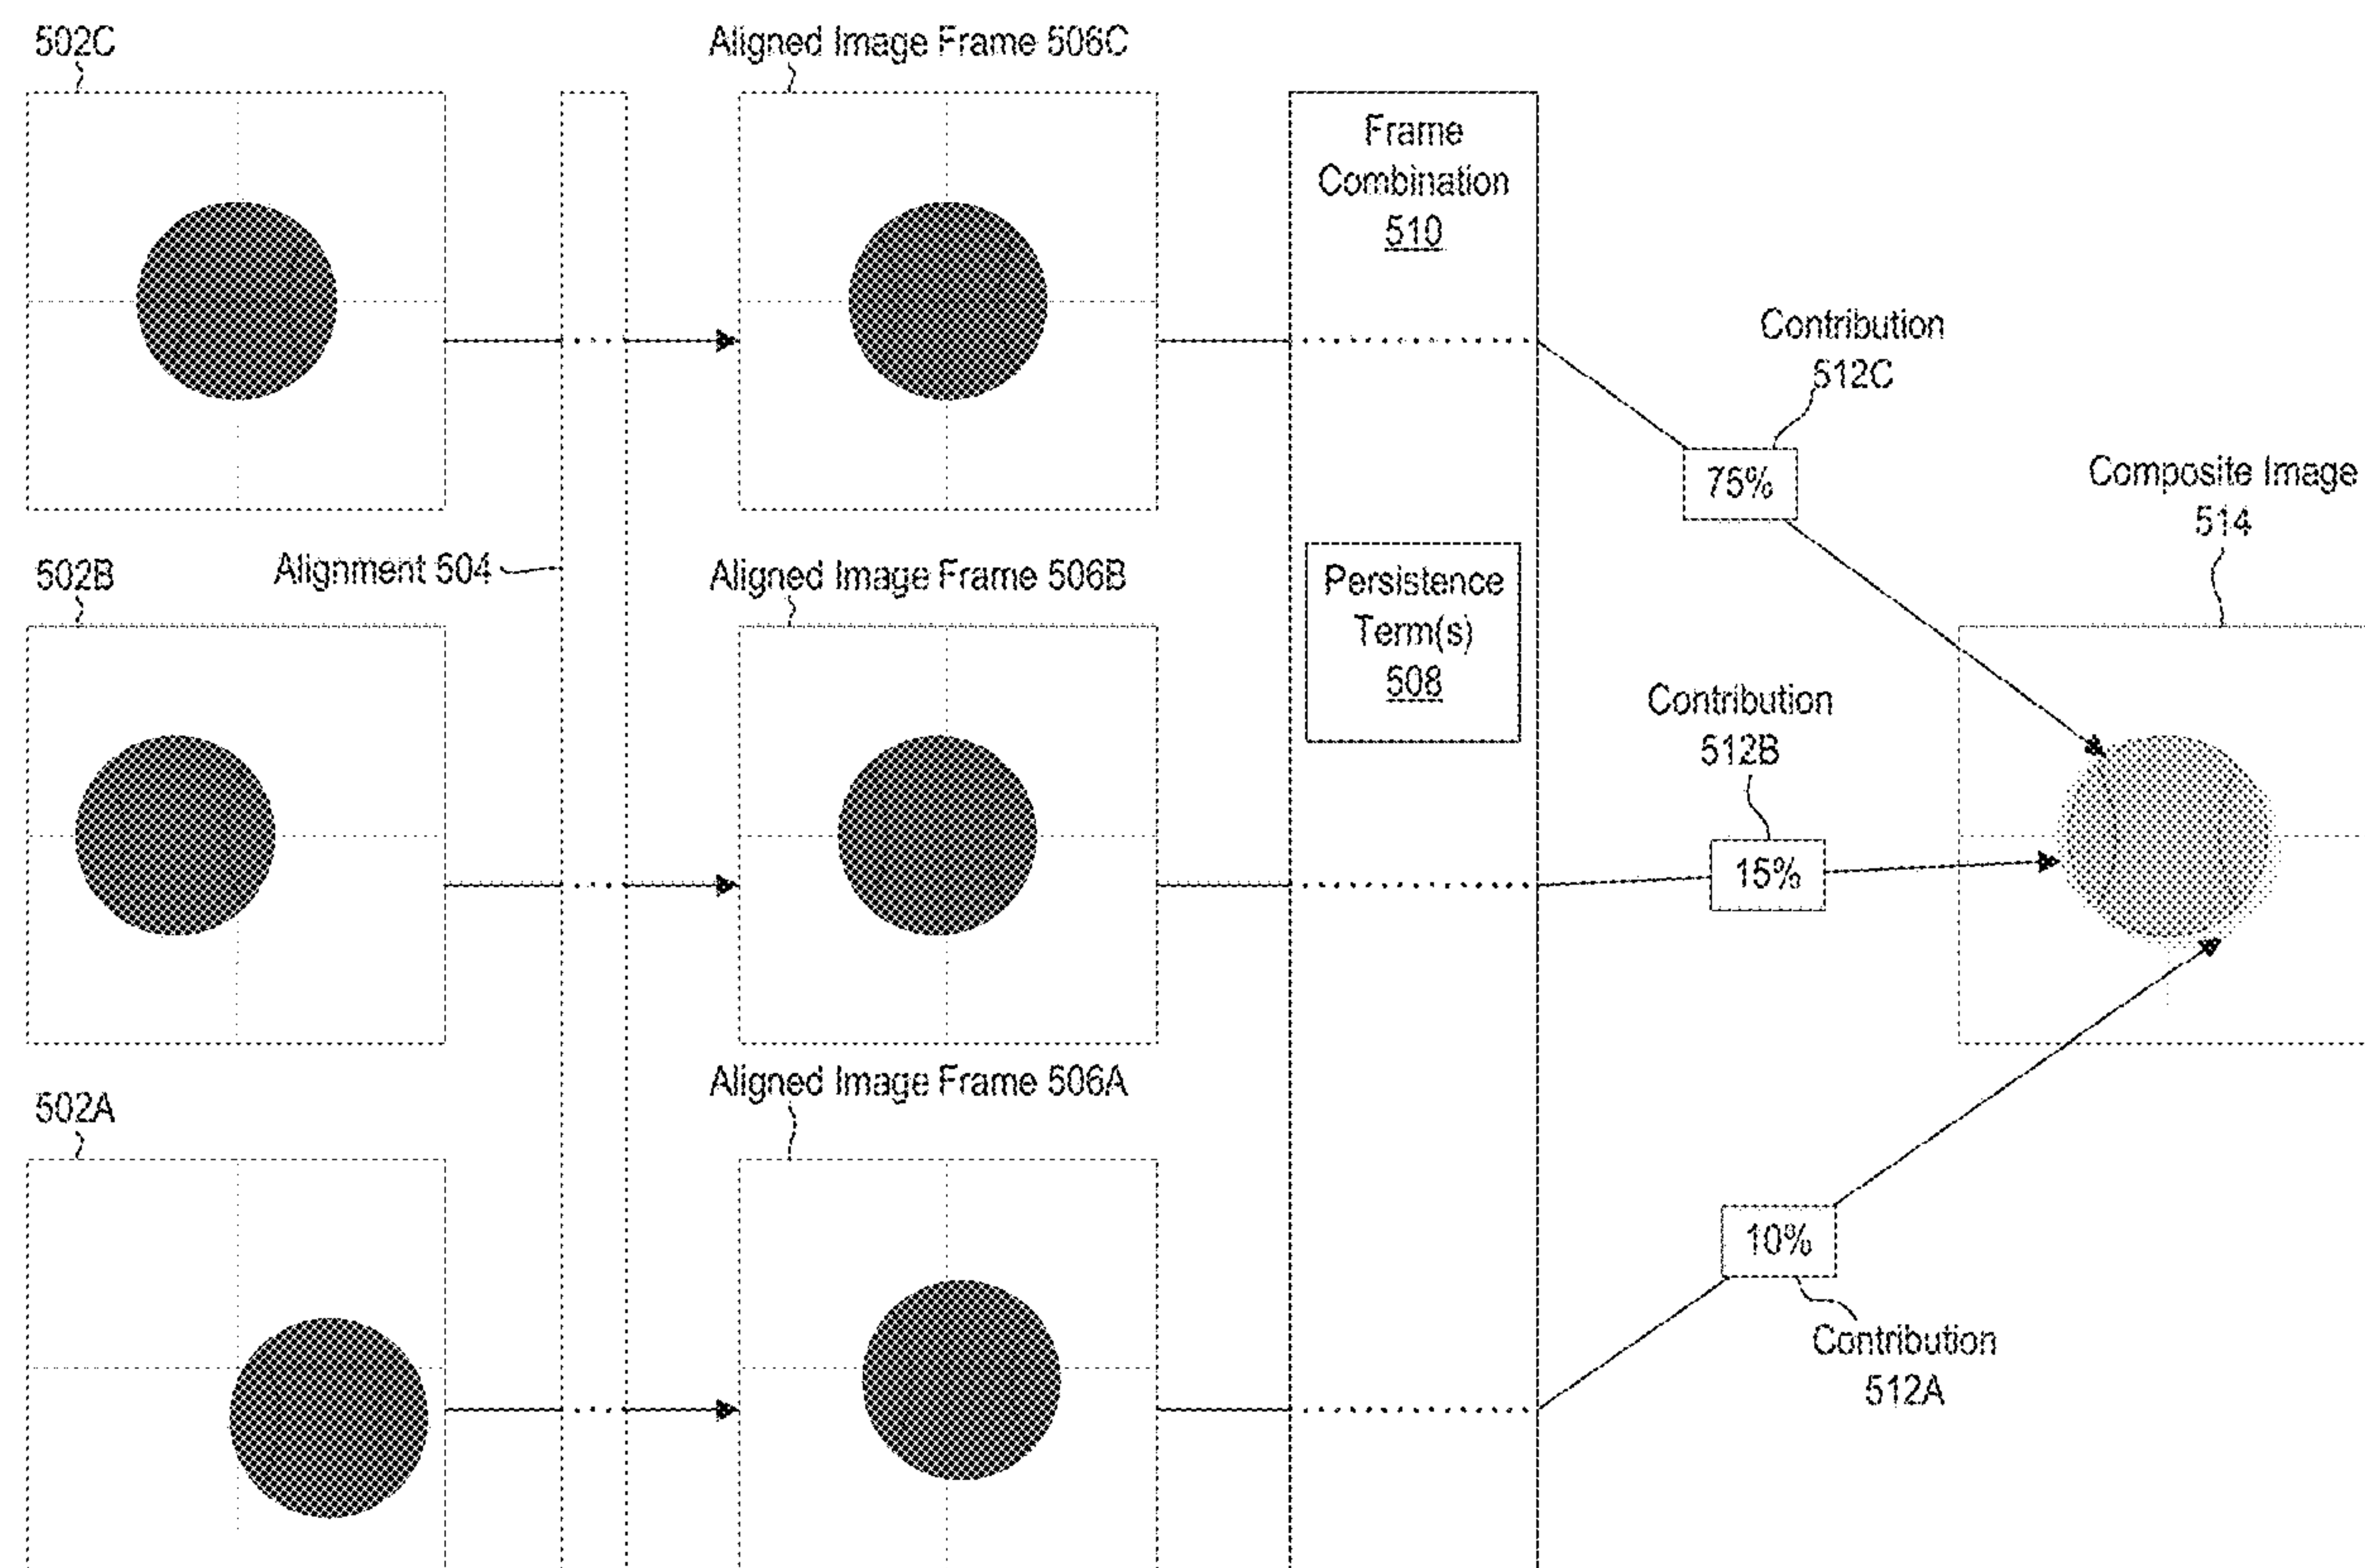 502C
Aligned Image Frame 506C
Frame
Combination
510
Contribution
512C
75%
Composite Image
514
502B
Alignment 504
Aligned Image Frame 506B
Persistence
Term(s)
508
Contribution
512B
15%
502A
Aligned Image Frame 506A
10%
Contribution
512A